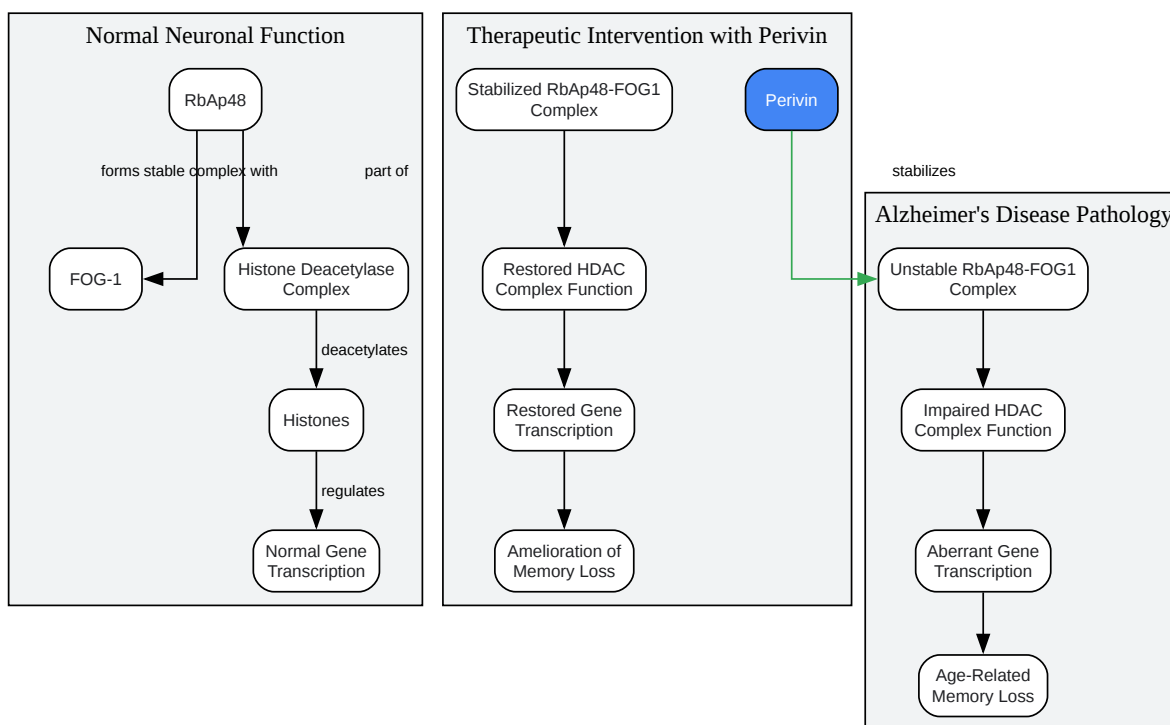 Normal Neuronal Function
RbAp48
forms stable complex with
part of
FOG-1
Histone Deacetylase
Complex
deacetylates
Histones
regulates
Normal Gene
Transcription
Therapeutic Intervention with Perivin
Stabilized RbAp48-FOG1
Complex
Perivin
Restored HDAC
Complex Function
Restored Gene
Transcription
Amelioration of
Memory Loss
stabilizes
Alzheimer's Disease Pathology
Unstable RbAp48-FOG1
Complex
Impaired HDAC
Complex Function
Aberrant Gene
Transcription
Age-Related
Memory Loss